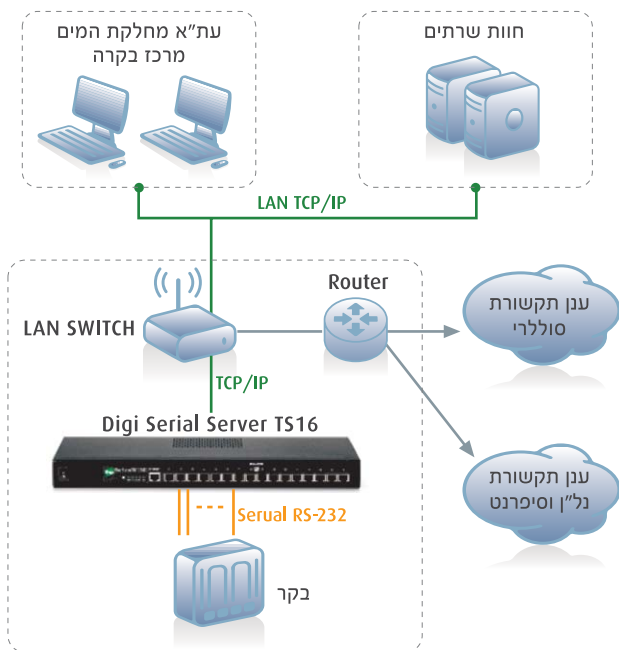 עת"א מחלקת המים
מרכז בקרה
חוות שרתים
LAN TCP/IP
Router
LAN SWITCH
ענן תקשורת
סוללרי
TCP/IP
Digi Serial Server TS16
ענן תקשורת
נל"ן וסיפרנט
Serual RS-232
בקר